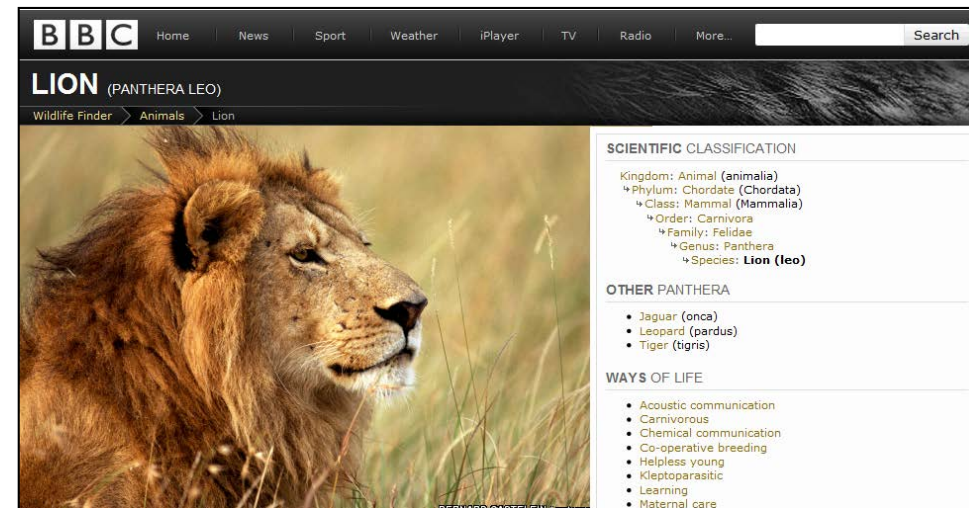 BBC Home News Sport Weather iPlayer TV Radio More... Search
LION (PANTHERA LEO)
Wildlife Finder Animals Lion
SCIENTIFIC CLASSIFICATION
Kingdom: Animal (animalia)
Phylum: Chordate (Chordata)
Class: Mammal (Mammalia)
Order: Carnivora
Family: Felidae
Genus: Panthera
Species: Lion (leo)
OTHER PANTHERA
Jaguar (onca)
Leopard (pardus)
Tiger (tigris)
WAYS OF LIFE
Acoustic communication
Carnivorous
Chemical communication
Co-operative breeding
Helpless young
Kleptoparasitic
Learning
Maternal care